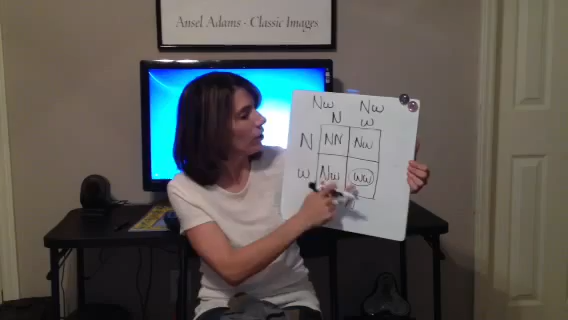 Ansel Adams - Classic Images
Nw Nw
N w
N NN Nw
w Nw ww